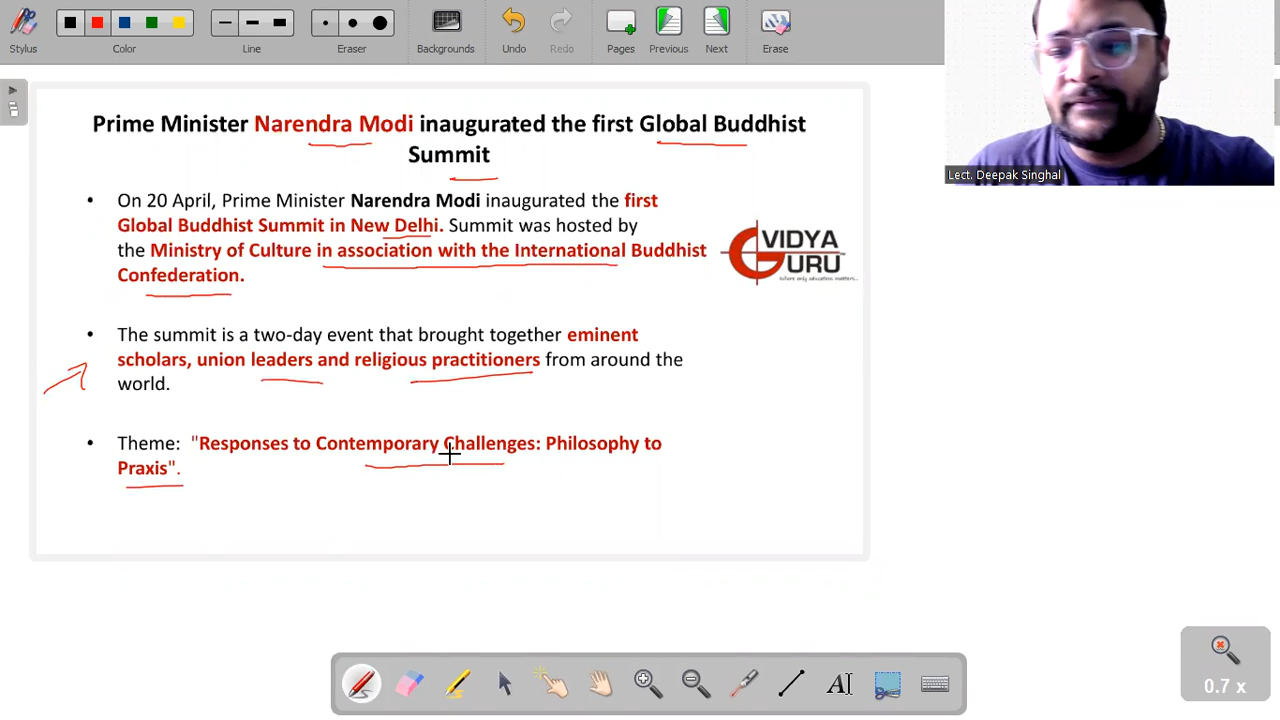 Stylus
Color
Line
Eraser
Backgrounds
Undo
Redo
Pages
Previous
Next
Erase
Lect. Deepak Singhal
Prime Minister Narendra Modi inaugurated the first Global Buddhist
Summit
• On 20 April, Prime Minister Narendra Modi inaugurated the first
Global Buddhist Summit in New Delhi. Summit was hosted by
the Ministry of Culture in association with the International Buddhist
Confederation.
VIDYA
GURU
• The summit is a two-day event that brought together eminent
scholars, union leaders and religious practitioners from around the
world.
• Theme: "Responses to Contemporary Challenges: Philosophy to
Praxis".
AI
0.7 x